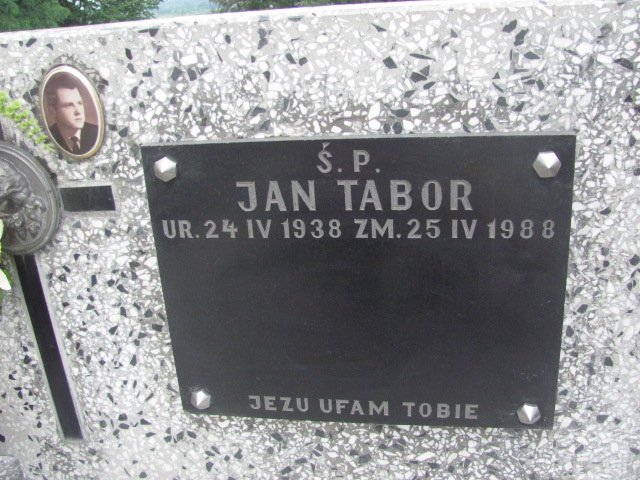 Ś.P.
JAN TABOR
UR. 24 IV 1938 ZM. 25 IV 1988
JEZU UFAM TOBIE